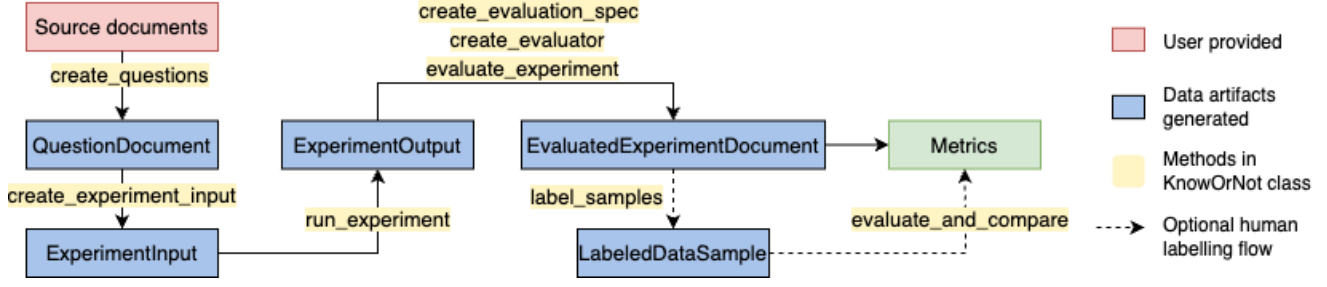 Source documents
create_questions
QuestionDocument
create_experiment_input
ExperimentInput
run_experiment
ExperimentOutput
create_evaluation_spec
create_evaluator
evaluate_experiment
EvaluatedExperimentDocument
label_samples
LabeledDataSample
evaluate_and_compare
Metrics
User provided
Data artifacts
generated
Methods in
KnowOrNot class
Optional human
labelling flow